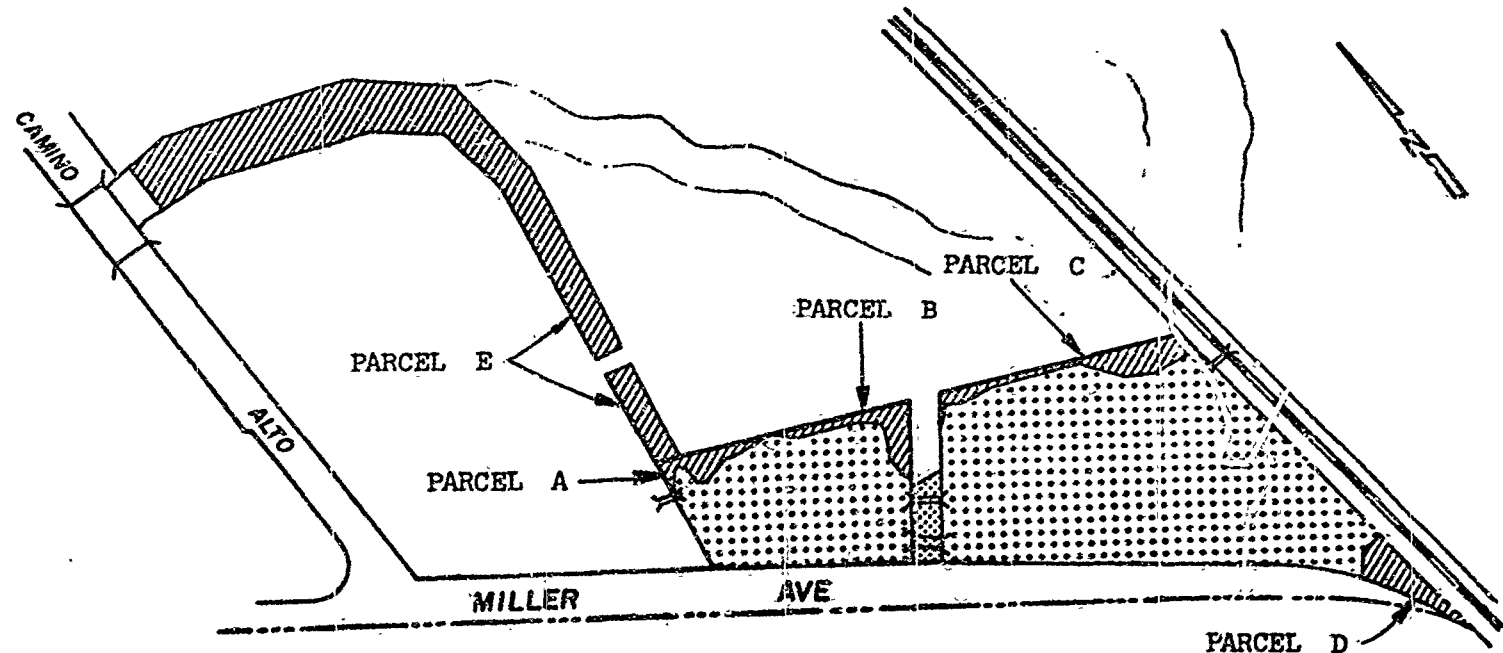 CAMINO
ALTO
N
PARCEL C
PARCEL B
PARCEL E
PARCEL A
MILLER AVE
PARCEL D